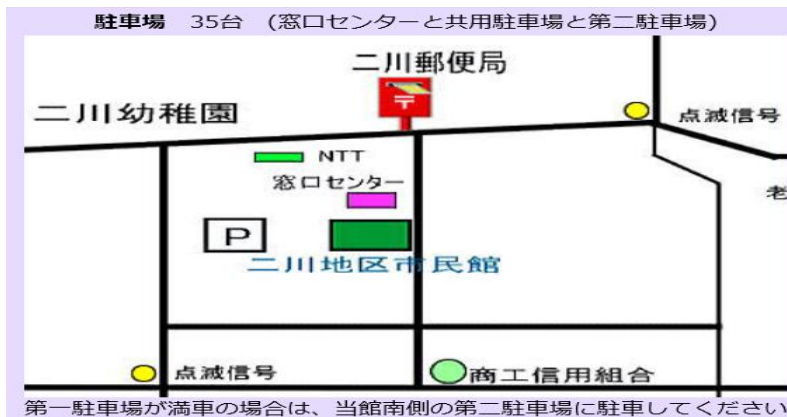 駐車場 35台 (窓口センターと共用駐車場と第二駐車場)
二川郵便局
〒
二川幼稚園
点滅信号
NTT
窓口センター
老
P
二川地区市民館
点滅信号
商工信用組合
第一駐車場が満車の場合は、当館南側の第二駐車場に駐車してください